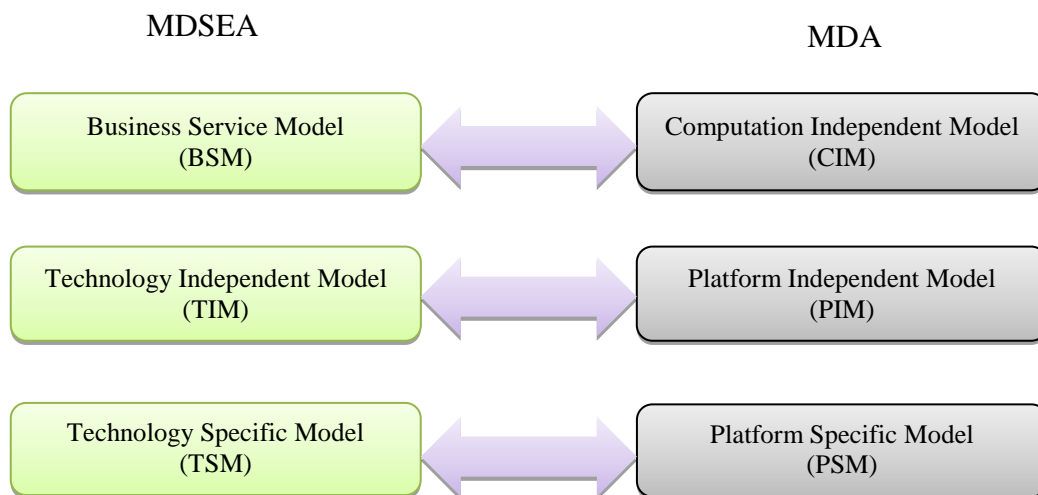 MDSEA
MDA
Business Service Model
(BSM)
Computation Independent Model
(CIM)
Technology Independent Model
(TIM)
Platform Independent Model
(PIM)
Technology Specific Model
(TSM)
Platform Specific Model
(PSM)